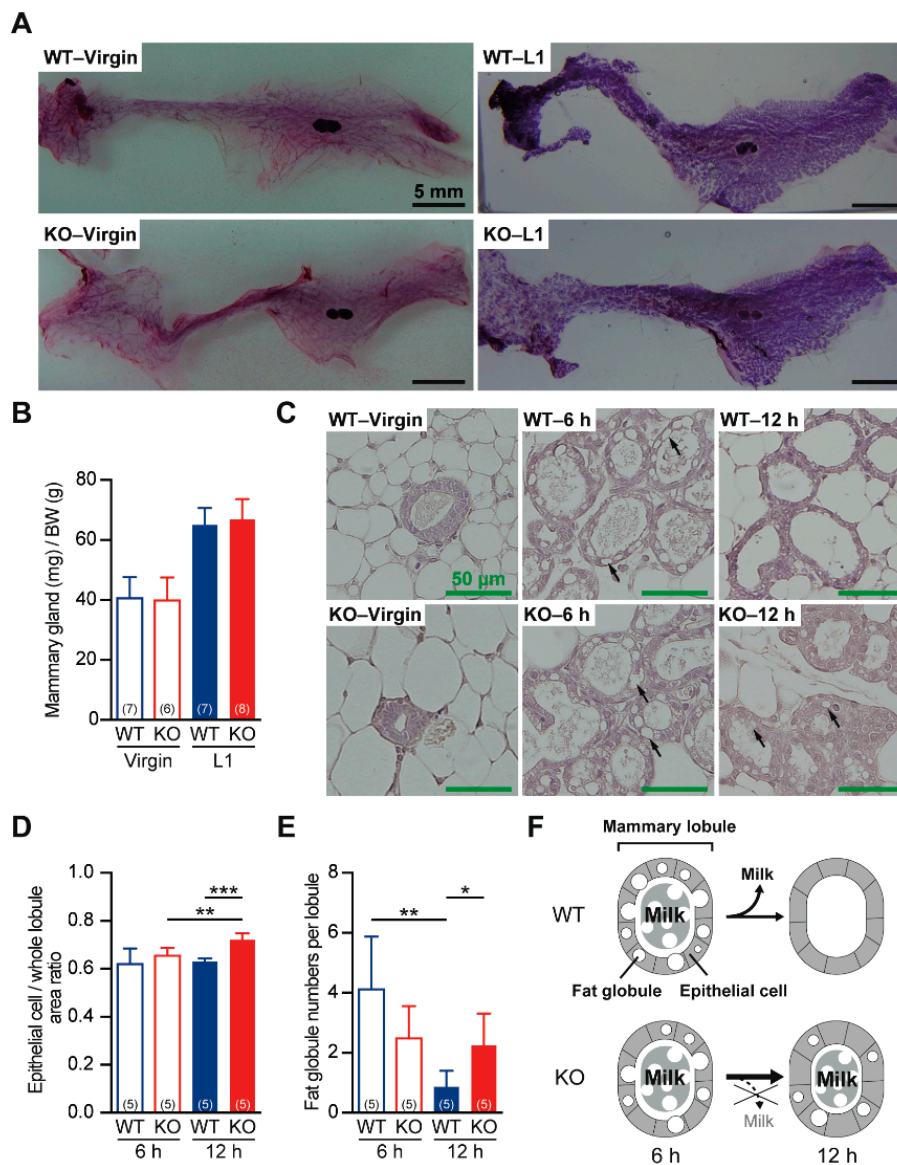 A
WT–Virgin
WT–L1
5 mm
KO–Virgin
KO–L1
B
Mammary gland (mg) / BW (g)
80
60
40
20
0
(7) (6) (7) (8)
WT KO WT KO
Virgin L1
C
WT–Virgin
WT–6 h
WT–12 h
50 µm
KO–Virgin
KO–6 h
KO–12 h
D
Epithelial cell / whole lobule
area ratio
1.0
0.8
0.6
0.4
0.2
0.0
***
**
(5) (5) (5) (5)
WT KO WT KO
6 h 12 h
E
Fat globule numbers per lobule
8
6
4
2
0
*
**
(5) (5) (5) (5)
WT KO WT KO
6 h 12 h
F
Mammary lobule
WT
Milk
Milk
Fat globule Epithelial cell
KO
Milk
Milk
Milk
6 h 12 h